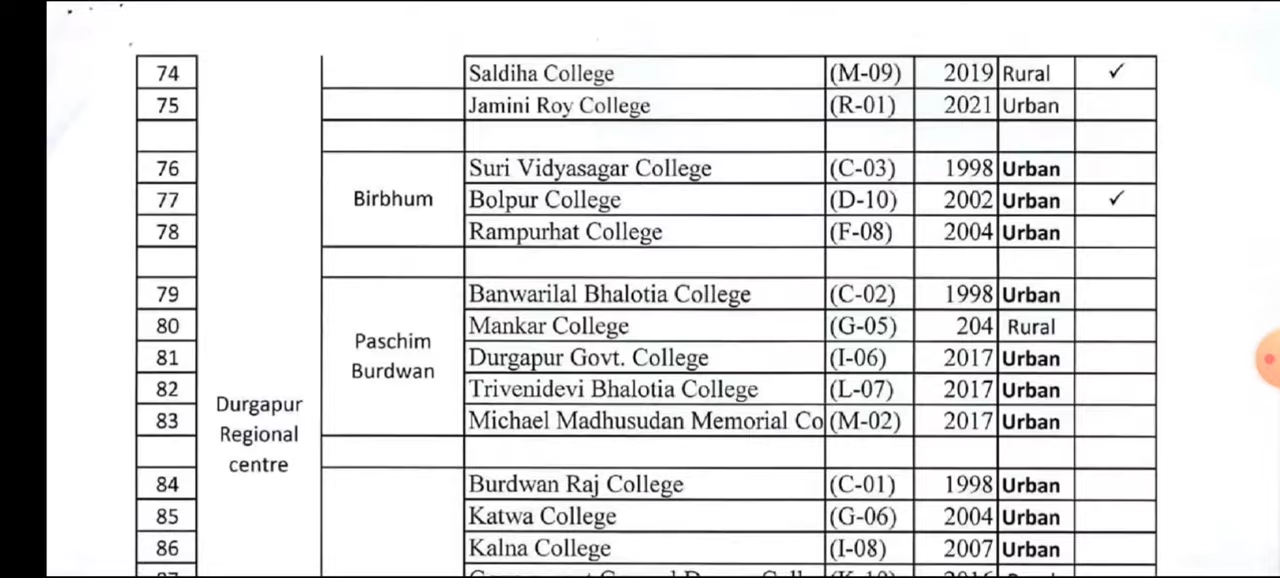 74 Saldiha College (M-09) 2019 Rural ✓
75 Jamini Roy College (R-01) 2021 Urban
76 Suri Vidyasagar College (C-03) 1998 Urban
Birbhum
77 Bolpur College (D-10) 2002 Urban ✓
78 Rampurhat College (F-08) 2004 Urban
79 Banwarilal Bhalotia College (C-02) 1998 Urban
80 Mankar College (G-05) 204 Rural
Paschim
Burdwan
81 Durgapur Govt. College (I-06) 2017 Urban
82 Trivenidevi Bhalotia College (L-07) 2017 Urban
83 Michael Madhusudan Memorial Co (M-02) 2017 Urban
Durgapur
Regional
centre
84 Burdwan Raj College (C-01) 1998 Urban
85 Katwa College (G-06) 2004 Urban
86 Kalna College (I-08) 2007 Urban